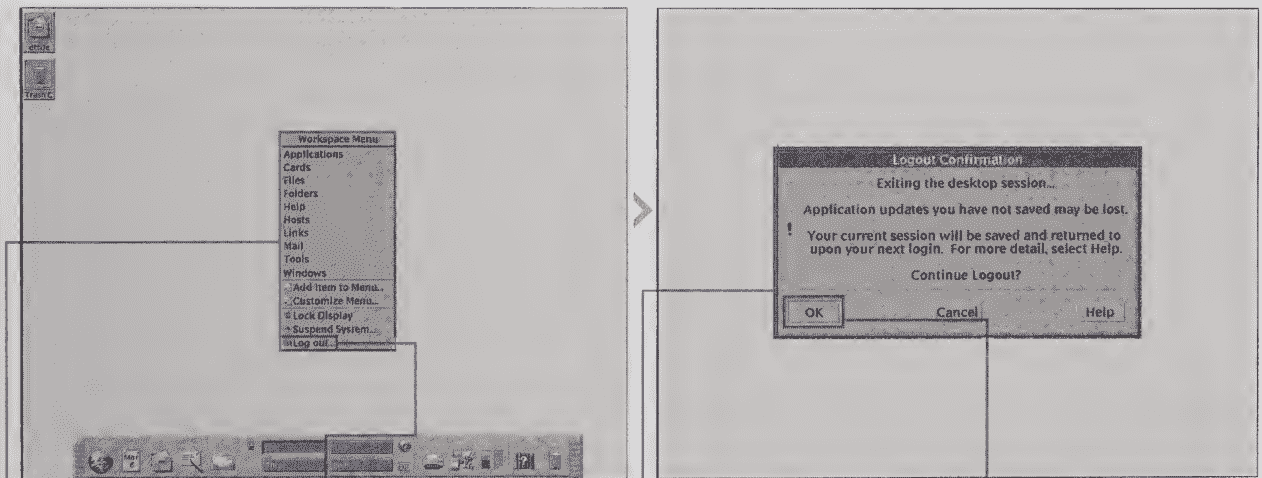 Workspace Menu
Applications
Cards
Files
Folders
Help
Hosts
Links
Mail
Tools
Windows
Add Item to Menu...
Customize Menu...
Lock Display
Suspend System...
Log out...
Logout Confirmation
Exiting the desktop session...
Application updates you have not saved may be lost.
!
Your current session will be saved and returned to
upon your next login. For more detail, select Help.
Continue Logout?
OK Cancel Help